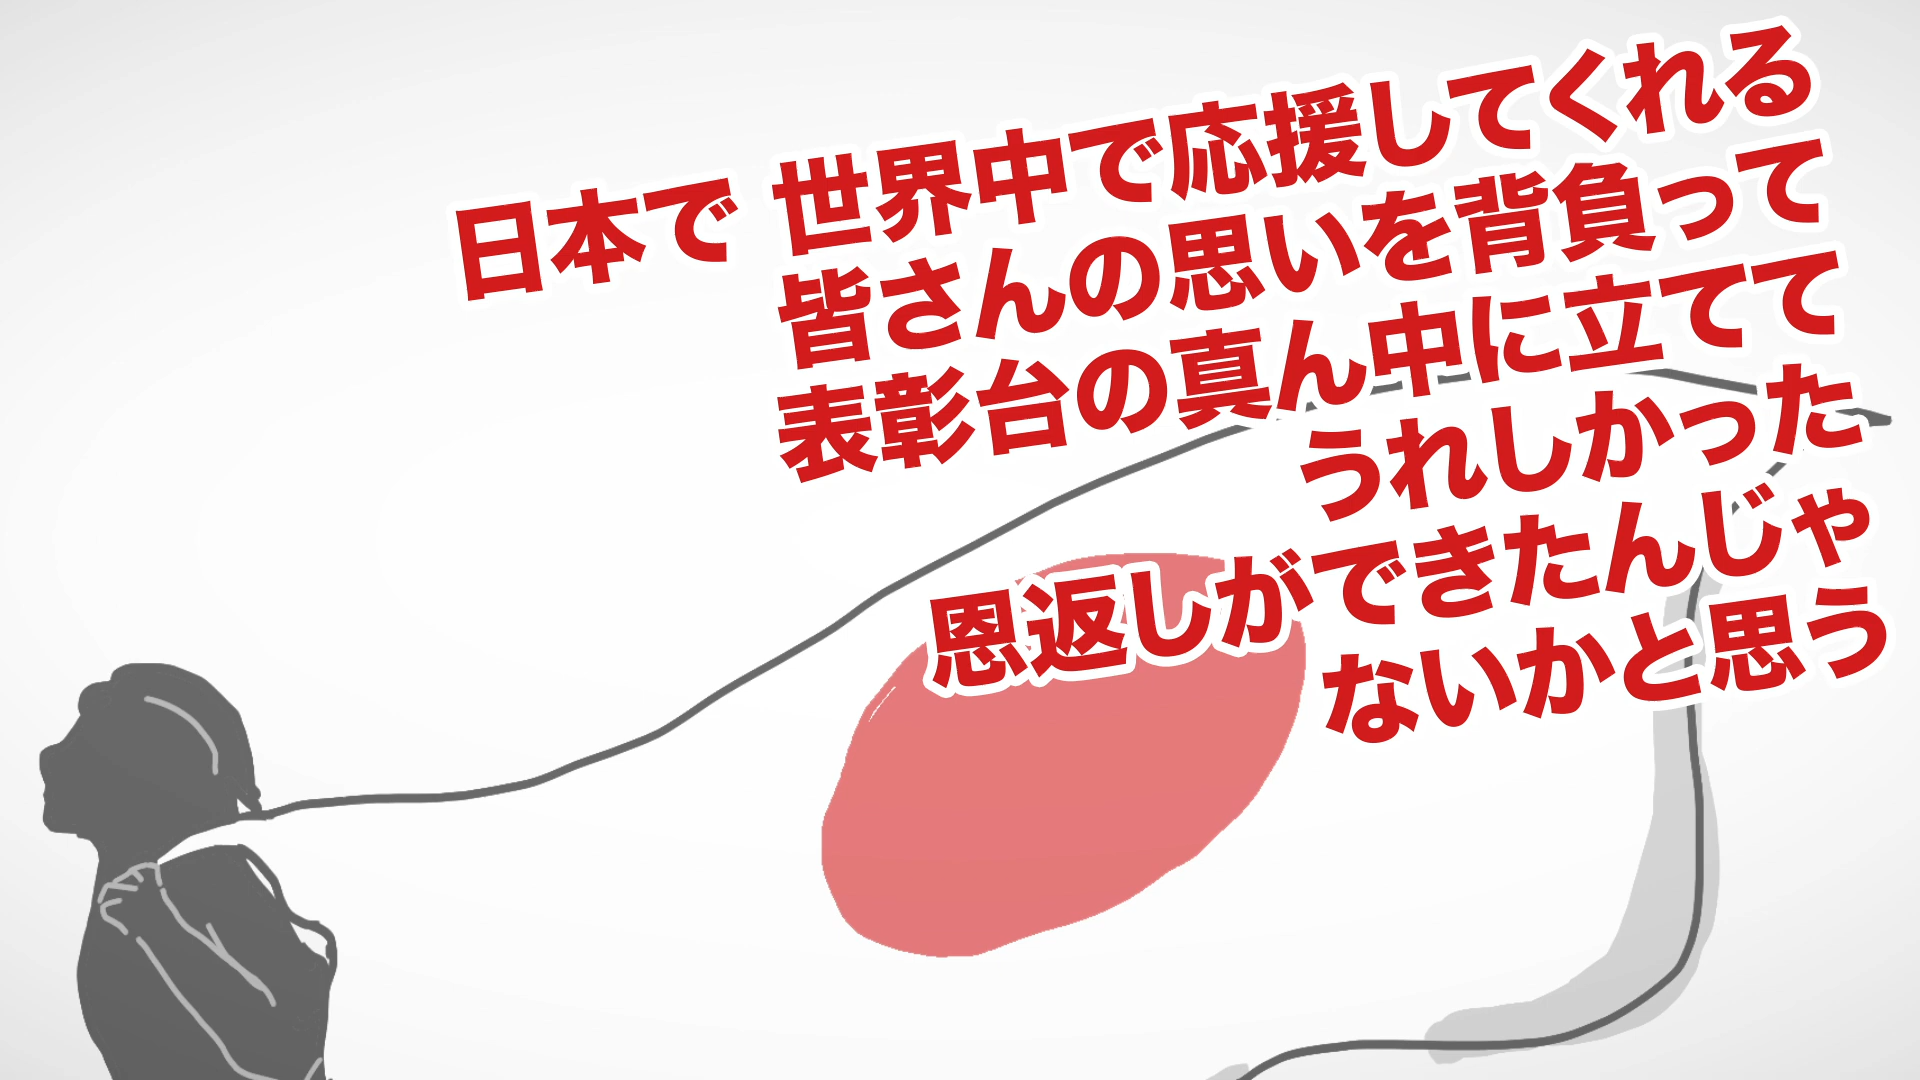 日本で 世界中で応援してくれる
皆さんの思いを背負って
表彰台の真ん中に立てて
うれしかった
恩返しができたんじゃ
ないかと思う